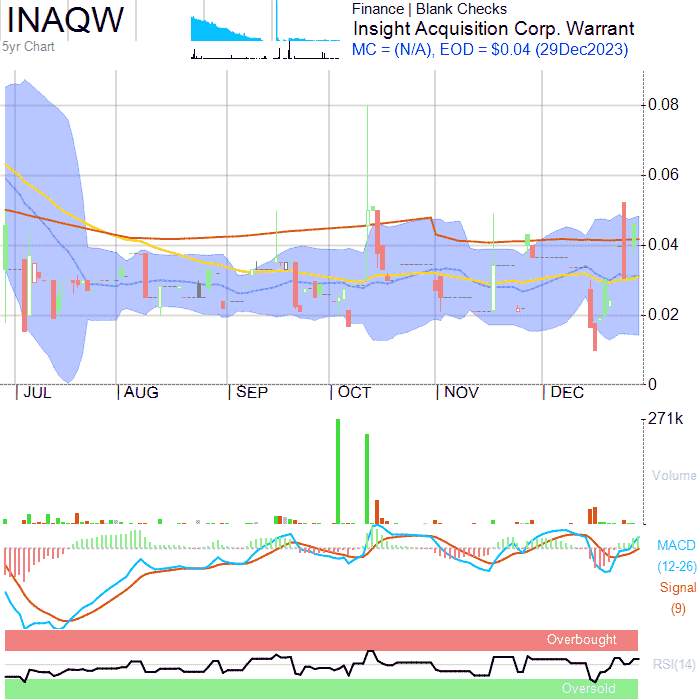 INAQW
5yr Chart
Finance | Blank Checks
Insight Acquisition Corp. Warrant
MC = (N/A), EOD = $0.04 (29Dec2023)
0.08
0.06
0.04
0.02
0
JUL AUG SEP OCT NOV DEC
271k
Volume
MACD
(12-26)
Signal
(9)
Overbought
RSI(14)
Oversold